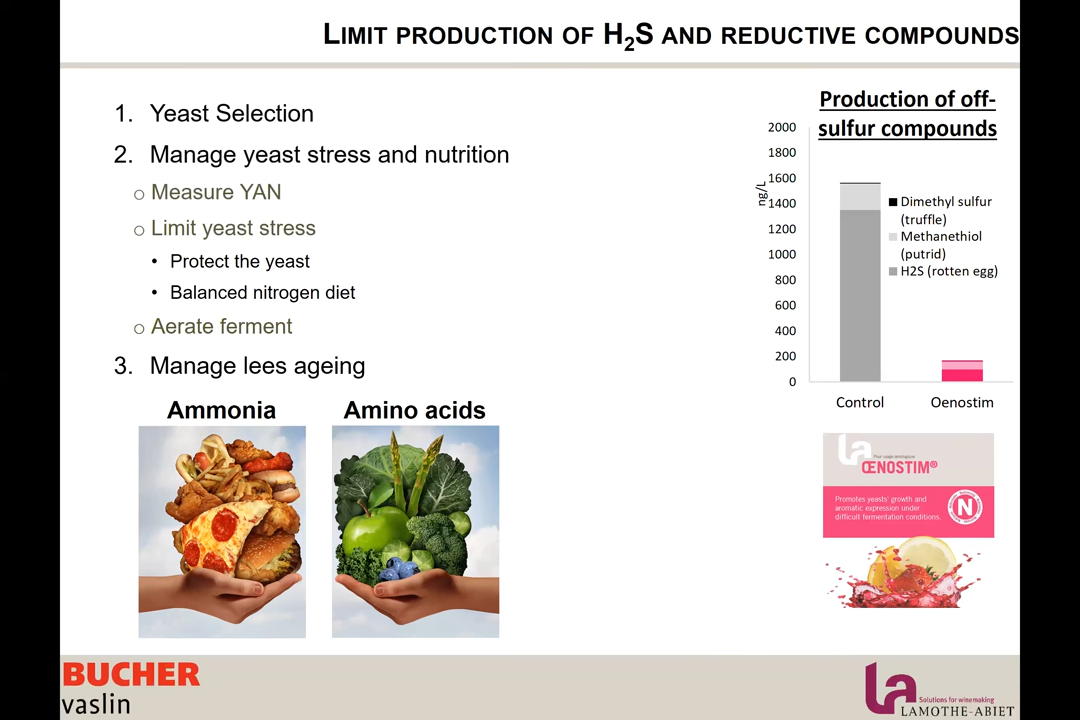 LIMIT PRODUCTION OF H₂S AND REDUCTIVE COMPOUNDS
1. Yeast Selection
2. Manage yeast stress and nutrition
o Measure YAN
o Limit yeast stress
• Protect the yeast
• Balanced nitrogen diet
o Aerate ferment
3. Manage lees ageing
Ammonia
Amino acids
Production of off-
sulfur compounds
ng/L
2000
1800
1600
1400
1200
1000
800
600
400
200
0
Dimethyl sulfur
(truffle)
Methanethiol
(putrid)
H2S (rotten egg)
Control
Oenostim
La
Pour usage œnologique
ŒNOSTIM®
Promotes yeasts' growth and
aromatic expression under
difficult fermentation conditions.
N
BUCHER
vaslin
La
Solutions for winemaking
LAMOTHE-ABIET